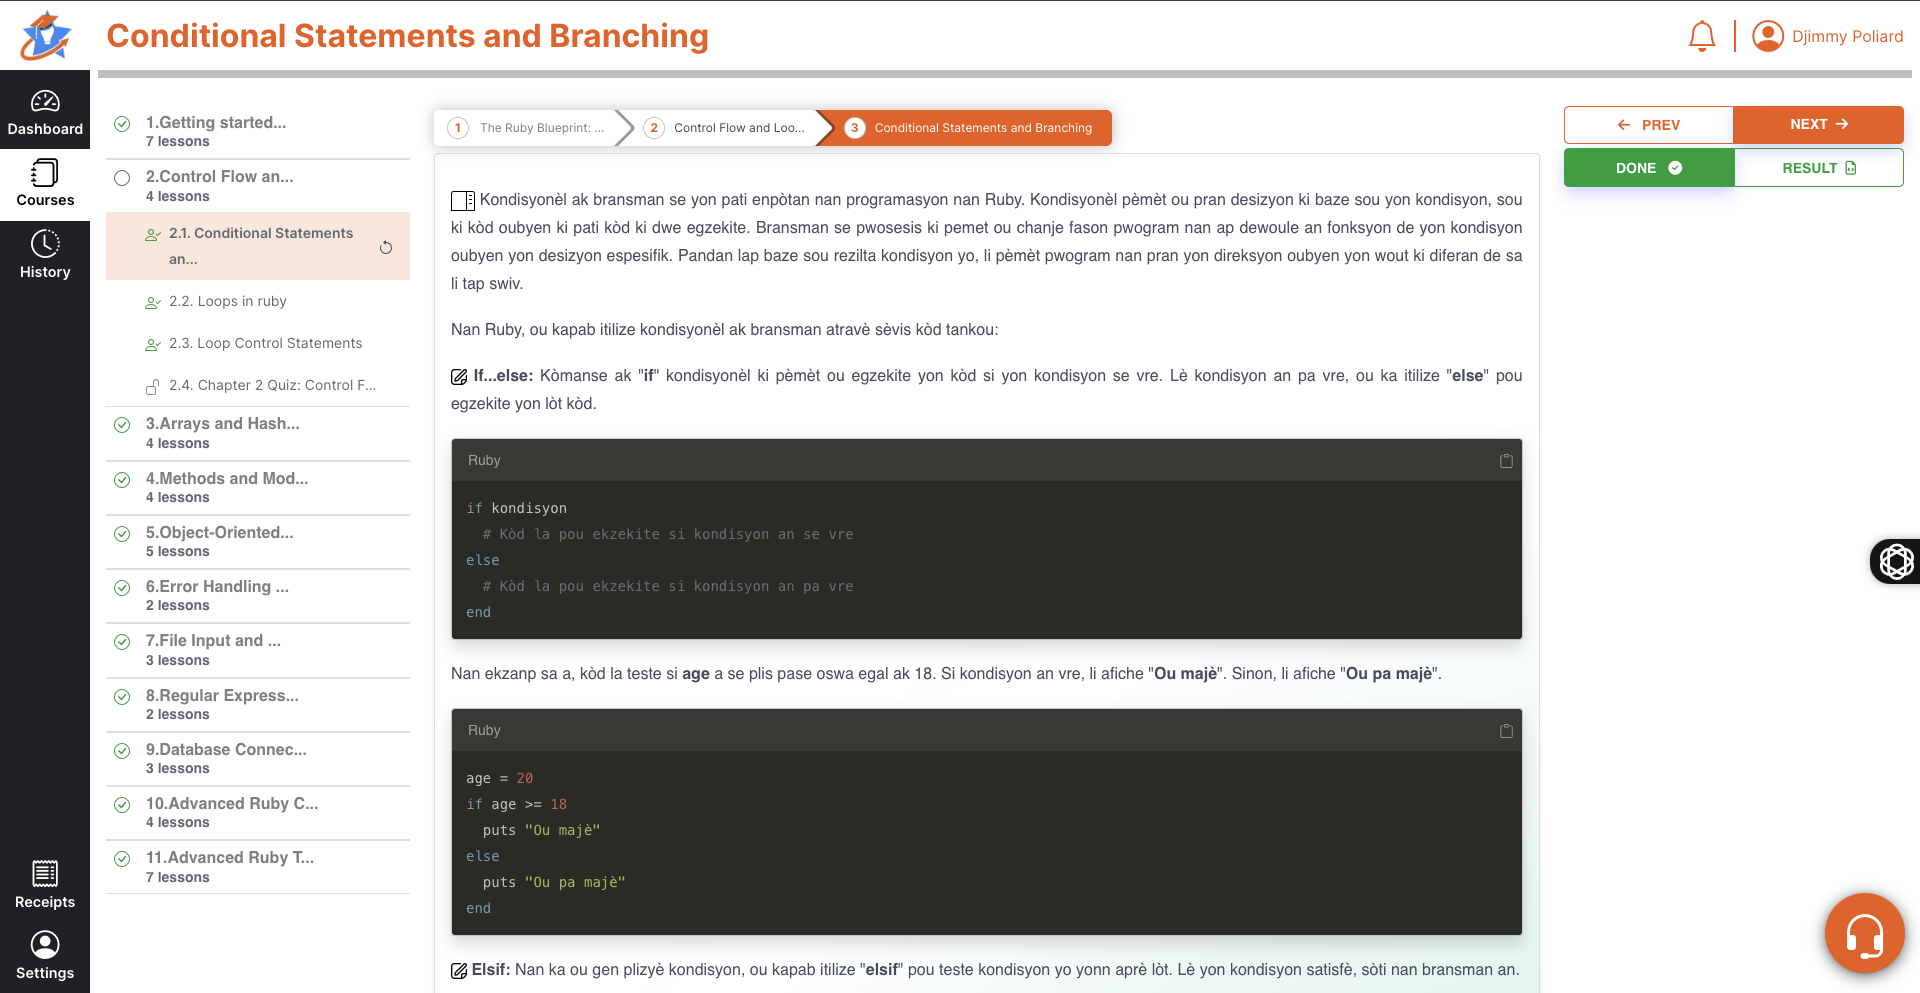 Conditional Statements and Branching
Djimmy Poliard
Dashboard
Courses
History
Receipts
Settings
1.Getting started...
7 lessons
2.Control Flow an...
4 lessons
2.1. Conditional Statements
an...
2.2. Loops in ruby
2.3. Loop Control Statements
2.4. Chapter 2 Quiz: Control F...
3.Arrays and Hash...
4 lessons
4.Methods and Mod...
4 lessons
5.Object-Oriented...
5 lessons
6.Error Handling ...
2 lessons
7.File Input and ...
3 lessons
8.Regular Express...
2 lessons
9.Database Connec...
3 lessons
10.Advanced Ruby C...
4 lessons
11.Advanced Ruby T...
7 lessons
1 The Ruby Blueprint: ... 2 Control Flow and Loo... 3 Conditional Statements and Branching
Kondisyonèl ak bransman se yon pati enpòtan nan programasyon nan Ruby. Kondisyonèl pèmèt ou pran desizyon ki baze sou yon kondisyon, sou
ki kòd oubyen ki pati kòd ki dwe egzekite. Bransman se pwosesis ki pemet ou chanje fason pwogram nan ap dewoule an fonksyon de yon kondisyon
oubyen yon desizyon espesifik. Pandan lap baze sou rezilta kondisyon yo, li pèmèt pwogram nan pran yon direksyon oubyen yon wout ki diferan de sa
li tap swiv.
Nan Ruby, ou kapab itilize kondisyonèl ak bransman atravè sèvis kòd tankou:
If...else: Kòmanse ak "if" kondisyonèl ki pèmèt ou egzekite yon kòd si yon kondisyon se vre. Lè kondisyon an pa vre, ou ka itilize "else" pou
egzekite yon lòt kòd.
Ruby
if kondisyon
# Kòd la pou ekzekite si kondisyon an se vre
else
# Kòd la pou ekzekite si kondisyon an pa vre
end
Nan ekzanp sa a, kòd la teste si age a se plis pase oswa egal ak 18. Si kondisyon an vre, li afiche "Ou majè". Sinon, li afiche "Ou pa majè".
Ruby
age = 20
if age >= 18
puts "Ou majè"
else
puts "Ou pa majè"
end
Elsif: Nan ka ou gen plizyè kondisyon, ou kapab itilize "elsif" pou teste kondisyon yo yonn aprè lòt. Lè yon kondisyon satisfè, sòti nan bransman an.
PREV
NEXT
DONE
RESULT